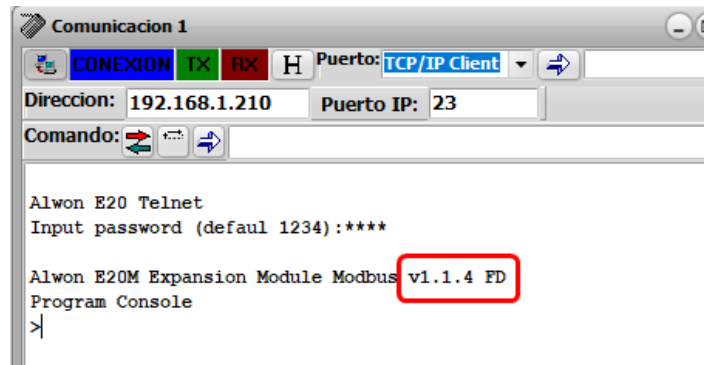 Comunicacion 1
CONEXION TX RX H Puerto: TCP/IP Client
Direccion: 192.168.1.210 Puerto IP: 23
Comando:
Alwon E20 Telnet
Input password (defaul 1234):****
Alwon E20M Expansion Module Modbus v1.1.4 FD
Program Console
>